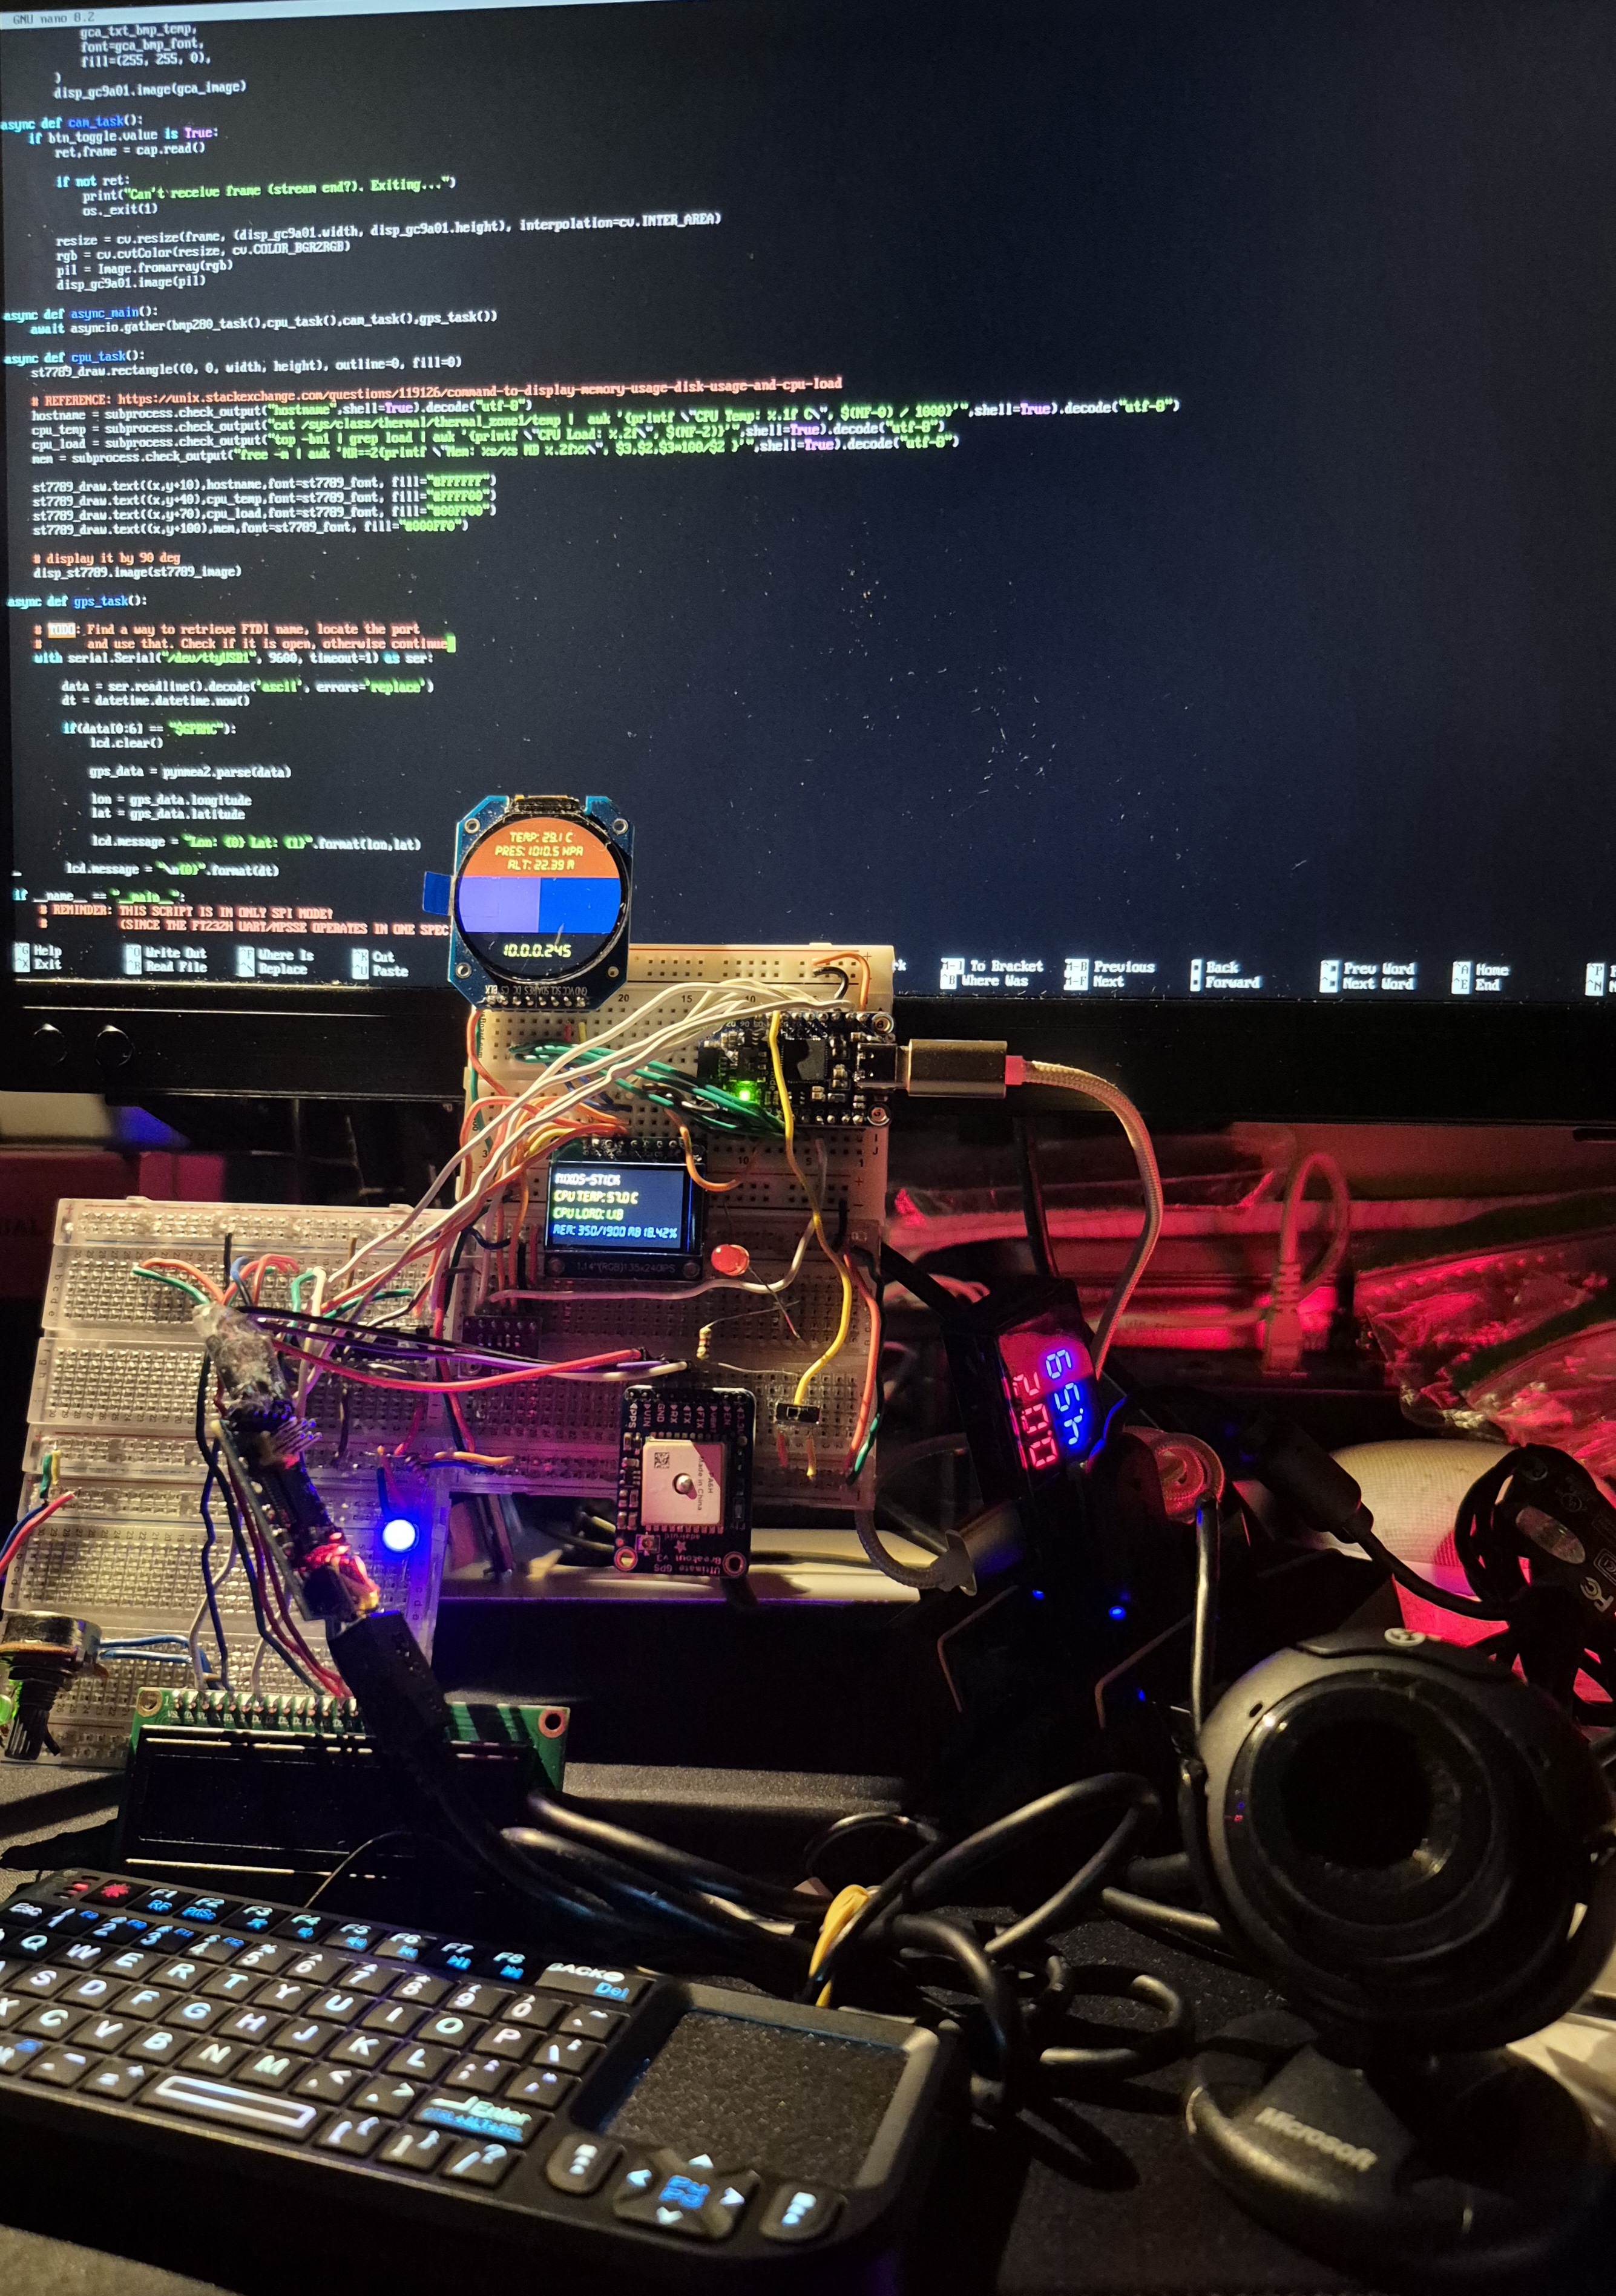 GNU nano 8.2
gca_txt_bmp_temp,
font=gca_bmp_font,
fill=(255, 255, 0),
)
disp_gc9a01.image(gca_image)
async def cam_task():
if btn_toggle.value is True:
ret,frame = cap.read()
if not ret:
print("Can't receive frame (stream end?). Exiting...")
os._exit(1)
resize = cv.resize(frame, (disp_gc9a01.width, disp_gc9a01.height), interpolation=cv.INTER_AREA)
rgb = cv.cvtColor(resize, cv.COLOR_BGR2RGB)
pil = Image.fromarray(rgb)
disp_gc9a01.image(pil)
async def async_main():
await asyncio.gather(bmp280_task(),cpu_task(),cam_task(),gps_task())
async def cpu_task():
st7789_draw.rectangle((0, 0, width, height), outline=0, fill=0)
# REFERENCE: https://unix.stackexchange.com/questions/119126/command-to-display-memory-usage-disk-usage-and-cpu-load
hostname = subprocess.check_output("hostname",shell=True).decode("utf-8")
cpu_temp = subprocess.check_output("cat /sys/class/thermal/thermal_zone1/temp | awk '{printf \"CPU Temp: %.1f C\", $(NF-0) / 1000}'",shell=True).decode("utf-8")
cpu_load = subprocess.check_output("top -bn1 | grep load | awk '{printf \"CPU Load: %.2f\", $(NF-2)}'",shell=True).decode("utf-8")
mem = subprocess.check_output("free -m | awk 'NR==2{printf \"Mem: %s/%s MB %.2f%%\", $3,$2,$3*100/$2 }'",shell=True).decode("utf-8")
st7789_draw.text((x,y+10),hostname,font=st7789_font, fill="#FFFFFF")
st7789_draw.text((x,y+40),cpu_temp,font=st7789_font, fill="#FFFF00")
st7789_draw.text((x,y+70),cpu_load,font=st7789_font, fill="#00FF00")
st7789_draw.text((x,y+100),mem,font=st7789_font, fill="#000FF0")
# display it by 90 deg
disp_st7789.image(st7789_image)
async def gps_task():
# TODO: Find a way to retrieve FTDI name, locate the port
# and use that. Check if it is open, otherwise continue
with serial.Serial("/dev/ttyUSB1", 9600, timeout=1) as ser:
data = ser.readline().decode('ascii', errors='replace')
dt = datetime.datetime.now()
if(data[0:6] == "$GPRMC"):
lcd.clear()
gps_data = pynmea2.parse(data)
lon = gps_data.longitude
lat = gps_data.latitude
lcd.message = "Lon: {0} Lat: {1}".format(lon,lat)
lcd.message = "\n{0}".format(dt)
if __name__ == "__main__":
# REMINDER: THIS SCRIPT IS IN ONLY SPI MODE!
# (SINCE THE FT232H UART/MPSSE OPERATES IN ONE SPEC
^G Help ^O Write Out ^W Where Is ^K Cut M-] To Bracket M-B Previous Back Prev Word ^A Home ^P
^X Exit ^R Read File ^\ Replace ^U Paste ^B Where Was M-F Next Forward Next Word ^E End ^N
TEMP: 29.1 C
PRES: 1010.5 HPA
ALT: 22.39 M
10.0.0.245
CPU TEMP: 57.0 C
CPU LOAD: 1.18
MEM: 350/1900 MB 18.42%
1.14"(RGB)135x240IPS
PPS VIN GND RX TX FIX
Made in China
adafruit
Ultimate GPS
Breakout v3
Esc F1 F2 F3 F4 F5 F6 F7 F8
RF PrtSc
1 2 3 4 5 6 7 8 9 0 BACK Del
Q W E R T Y U I O P
S D F G H J K L
X C V B N M
Enter
CTRL+ALT+DEL
Microsoft